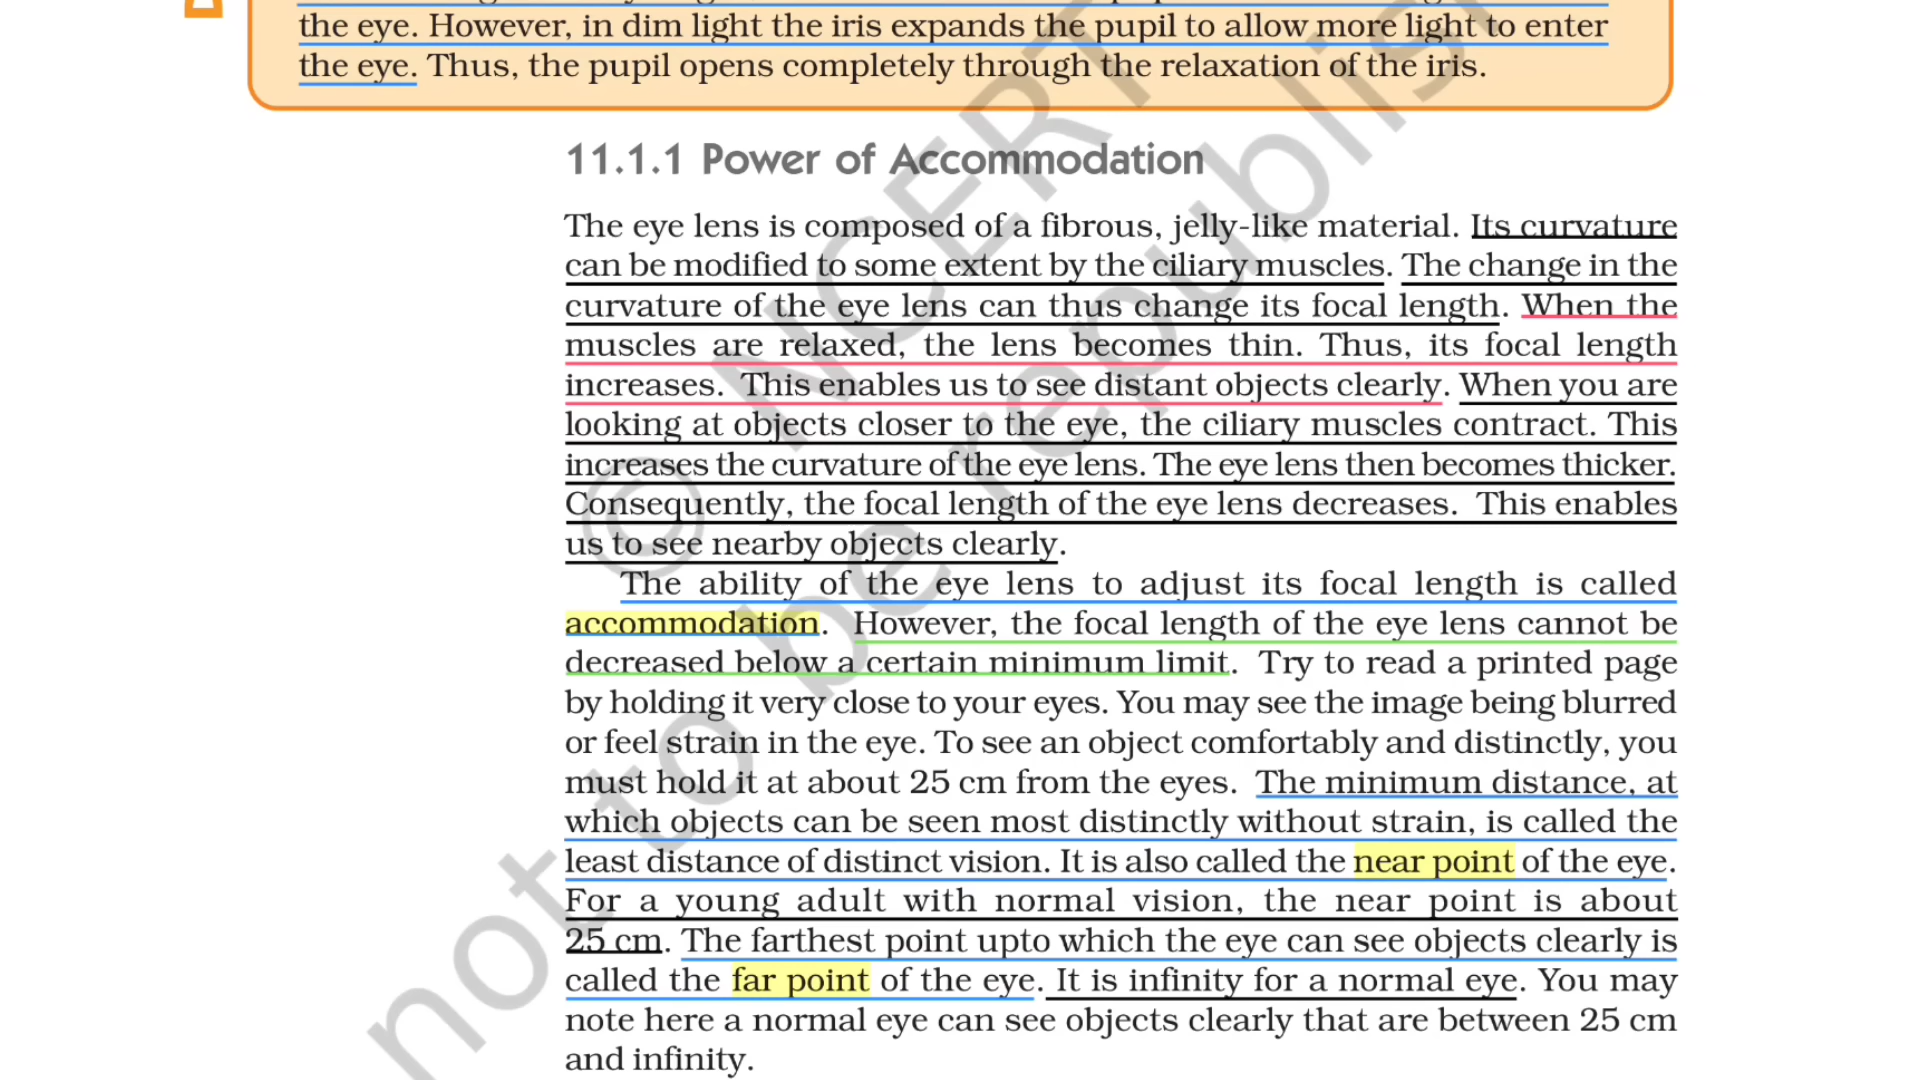 the eye. However, in dim light the iris expands the pupil to allow more light to enter
the eye. Thus, the pupil opens completely through the relaxation of the iris.
11.1.1 Power of Accommodation
The eye lens is composed of a fibrous, jelly-like material. Its curvature
can be modified to some extent by the ciliary muscles. The change in the
curvature of the eye lens can thus change its focal length. When the
muscles are relaxed, the lens becomes thin. Thus, its focal length
increases. This enables us to see distant objects clearly. When you are
looking at objects closer to the eye, the ciliary muscles contract. This
increases the curvature of the eye lens. The eye lens then becomes thicker.
Consequently, the focal length of the eye lens decreases. This enables
us to see nearby objects clearly.
The ability of the eye lens to adjust its focal length is called
accommodation. However, the focal length of the eye lens cannot be
decreased below a certain minimum limit. Try to read a printed page
by holding it very close to your eyes. You may see the image being blurred
or feel strain in the eye. To see an object comfortably and distinctly, you
must hold it at about 25 cm from the eyes. The minimum distance, at
which objects can be seen most distinctly without strain, is called the
least distance of distinct vision. It is also called the near point of the eye.
For a young adult with normal vision, the near point is about
25 cm. The farthest point upto which the eye can see objects clearly is
called the far point of the eye. It is infinity for a normal eye. You may
note here a normal eye can see objects clearly that are between 25 cm
and infinity.
© NCERT
not to be republis